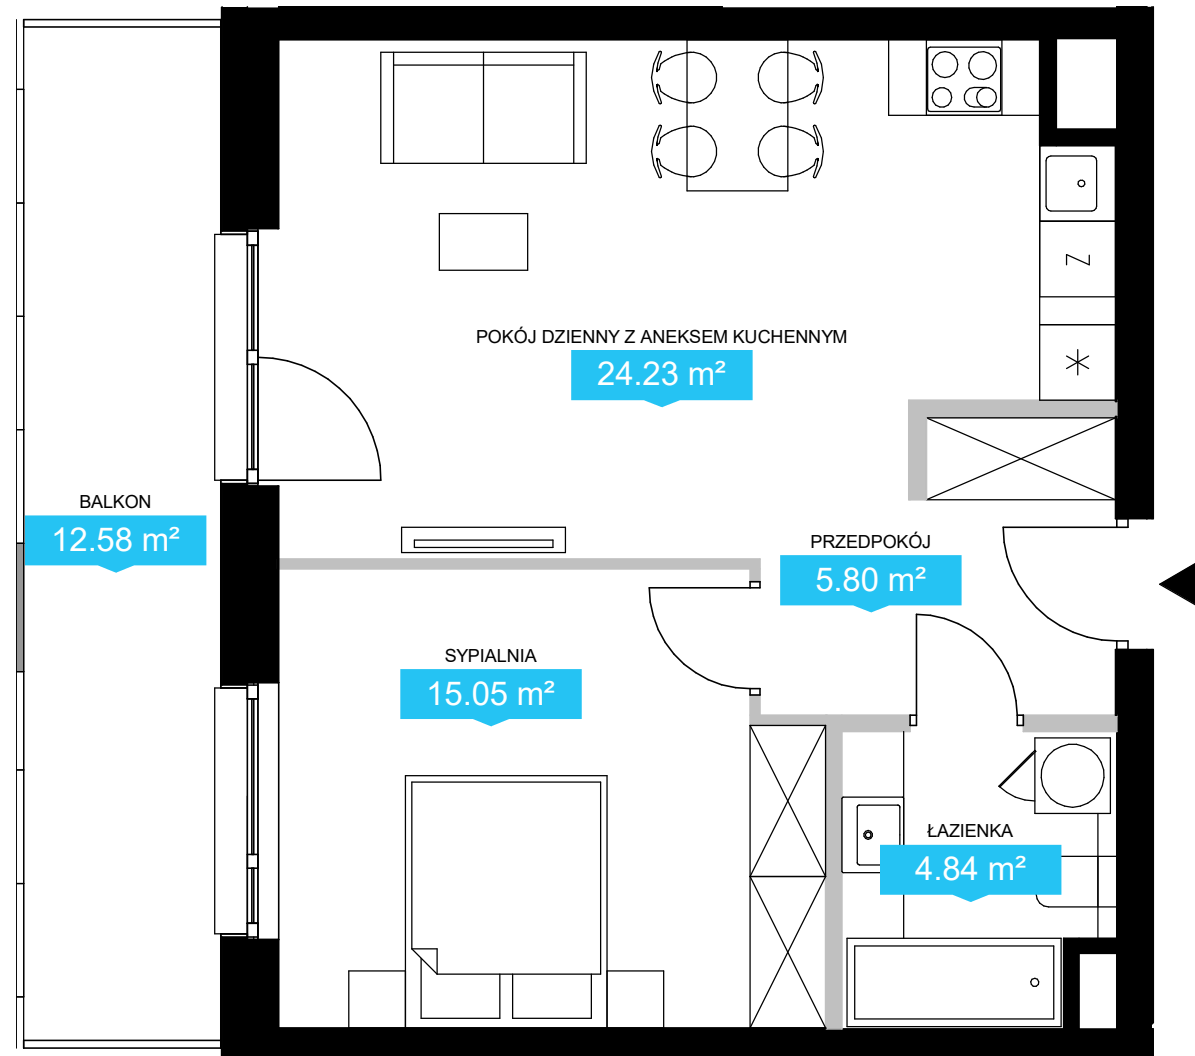 POKÓJ DZIENNY Z ANEKSEM KUCHENNYM
24.23 m²
BALKON
12.58 m²
PRZEDPOKÓJ
5.80 m²
SYPIALNIA
15.05 m²
ŁAZIENKA
4.84 m²
Z